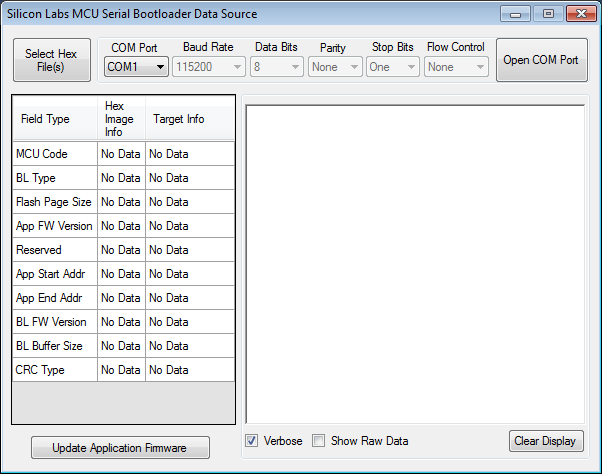 Silicon Labs MCU Serial Bootloader Data Source
Select Hex
File(s)
COM Port Baud Rate Data Bits Parity Stop Bits Flow Control
COM1 115200 8 None One None
Open COM Port
Field Type Hex Image Info Target Info
MCU Code No Data No Data
BL Type No Data No Data
Flash Page Size No Data No Data
App FW Version No Data No Data
Reserved No Data No Data
App Start Addr No Data No Data
App End Addr No Data No Data
BL FW Version No Data No Data
BL Buffer Size No Data No Data
CRC Type No Data No Data
Update Application Firmware
Verbose Show Raw Data Clear Display